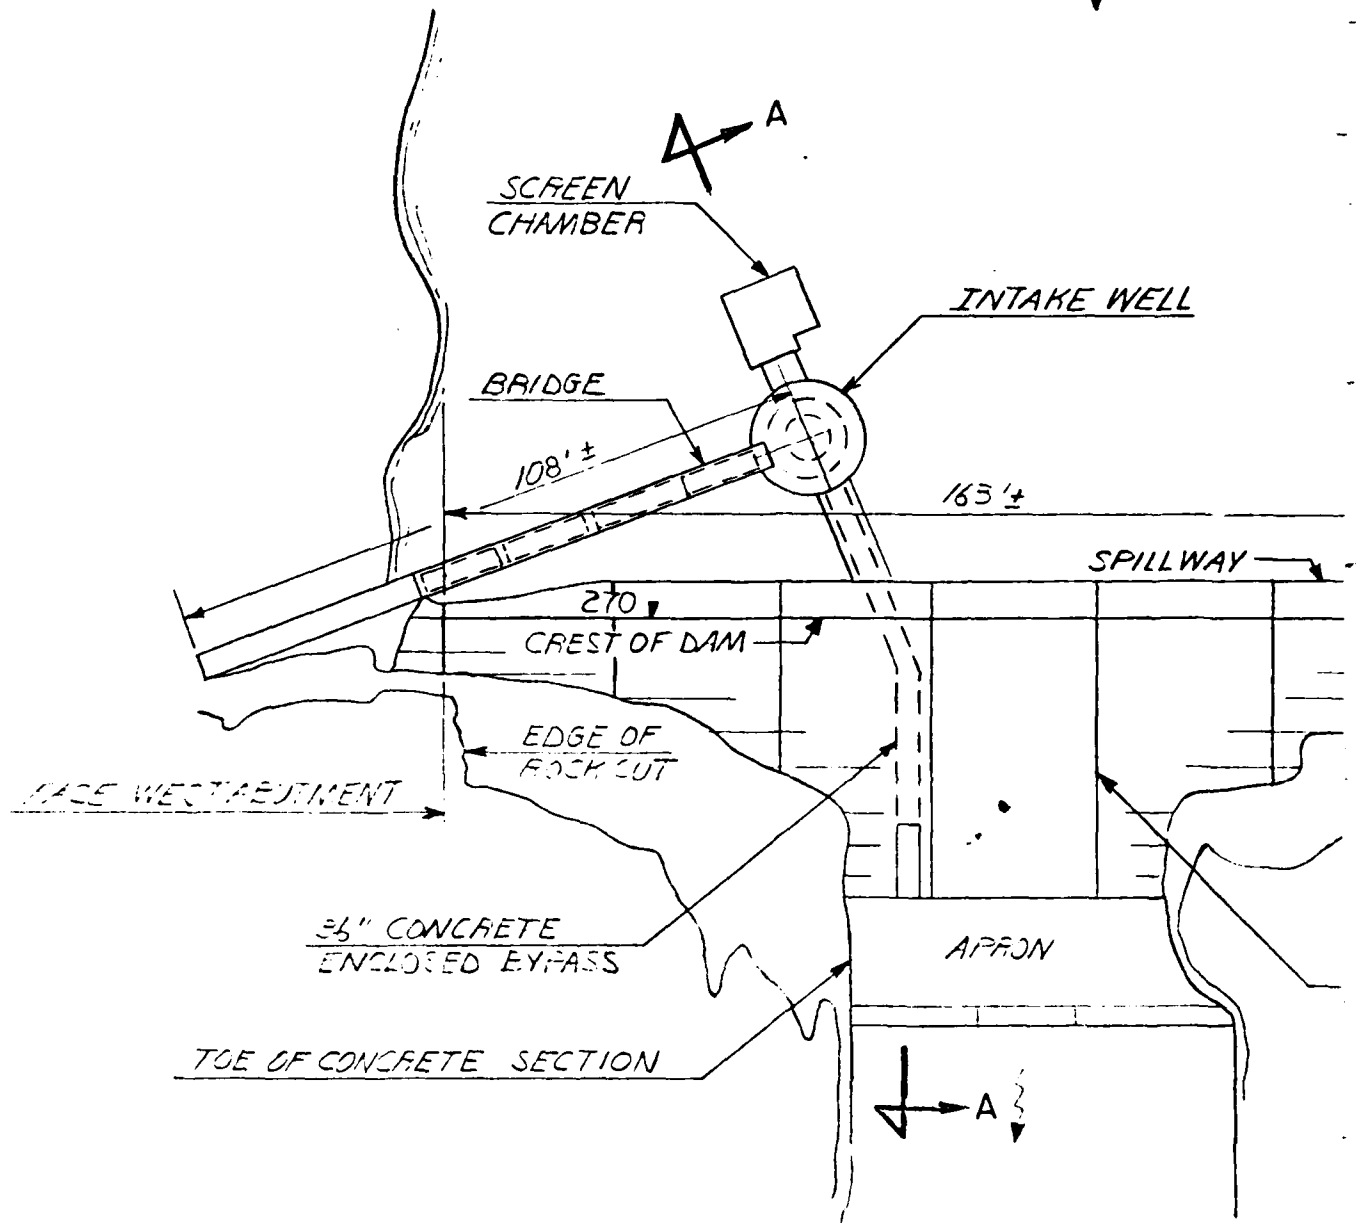 A
SCREEN
CHAMBER
INTAKE WELL
BRIDGE
108'±
163'±
SPILLWAY
270
CREST OF DAM
EDGE OF
ROCK CUT
FACE WEST ABUTMENT
36" CONCRETE
ENCLOSED BYPASS
APRON
TOE OF CONCRETE SECTION
A